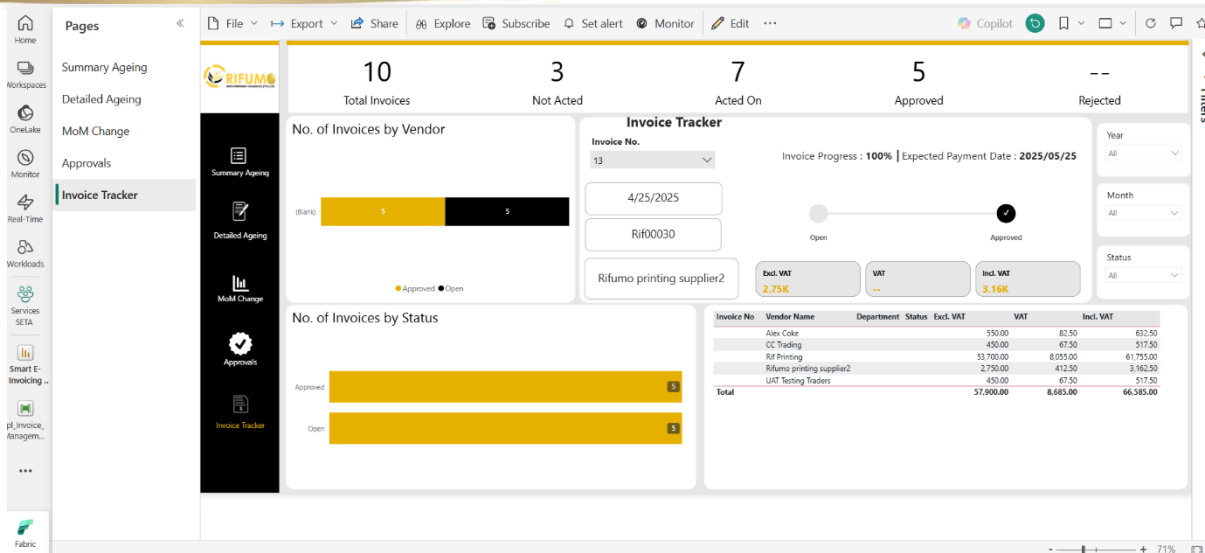 File
Export
Share
Explore
Subscribe
Set alert
Monitor
Edit
Copilot
Home
Workspaces
OneLake
Monitor
Real-Time
Workloads
Services
SETA
Smart E-
Invoicing ..
pl_Invoice_
Managem...
Fabric
Pages
Summary Ageing
Detailed Ageing
MoM Change
Approvals
Invoice Tracker
RIFUMO
Summary Ageing
Detailed Ageing
MoM Change
Approvals
Invoice Tracker
10
Total Invoices
3
Not Acted
7
Acted On
5
Approved
--
Rejected
Filters
No. of Invoices by Vendor
(Blank) 5 5
Approved Open
Invoice Tracker
Invoice No.
13
4/25/2025
Rif00030
Rifumo printing supplier2
Invoice Progress : 100% | Expected Payment Date : 2025/05/25
Open
Approved
Excl. VAT
2.75K
VAT
--
Incl. VAT
3.16K
Year
All
Month
All
Status
All
No. of Invoices by Status
Approved 5
Open 5
Invoice No Vendor Name Department Status Excl. VAT VAT Incl. VAT
Alex Coke 550.00 82.50 632.50
CC Trading 450.00 67.50 517.50
Rif Printing 53,700.00 8,055.00 61,755.00
Rifumo printing supplier2 2,750.00 412.50 3,162.50
UAT Testing Traders 450.00 67.50 517.50
Total 57,900.00 8,685.00 66,585.00
71%